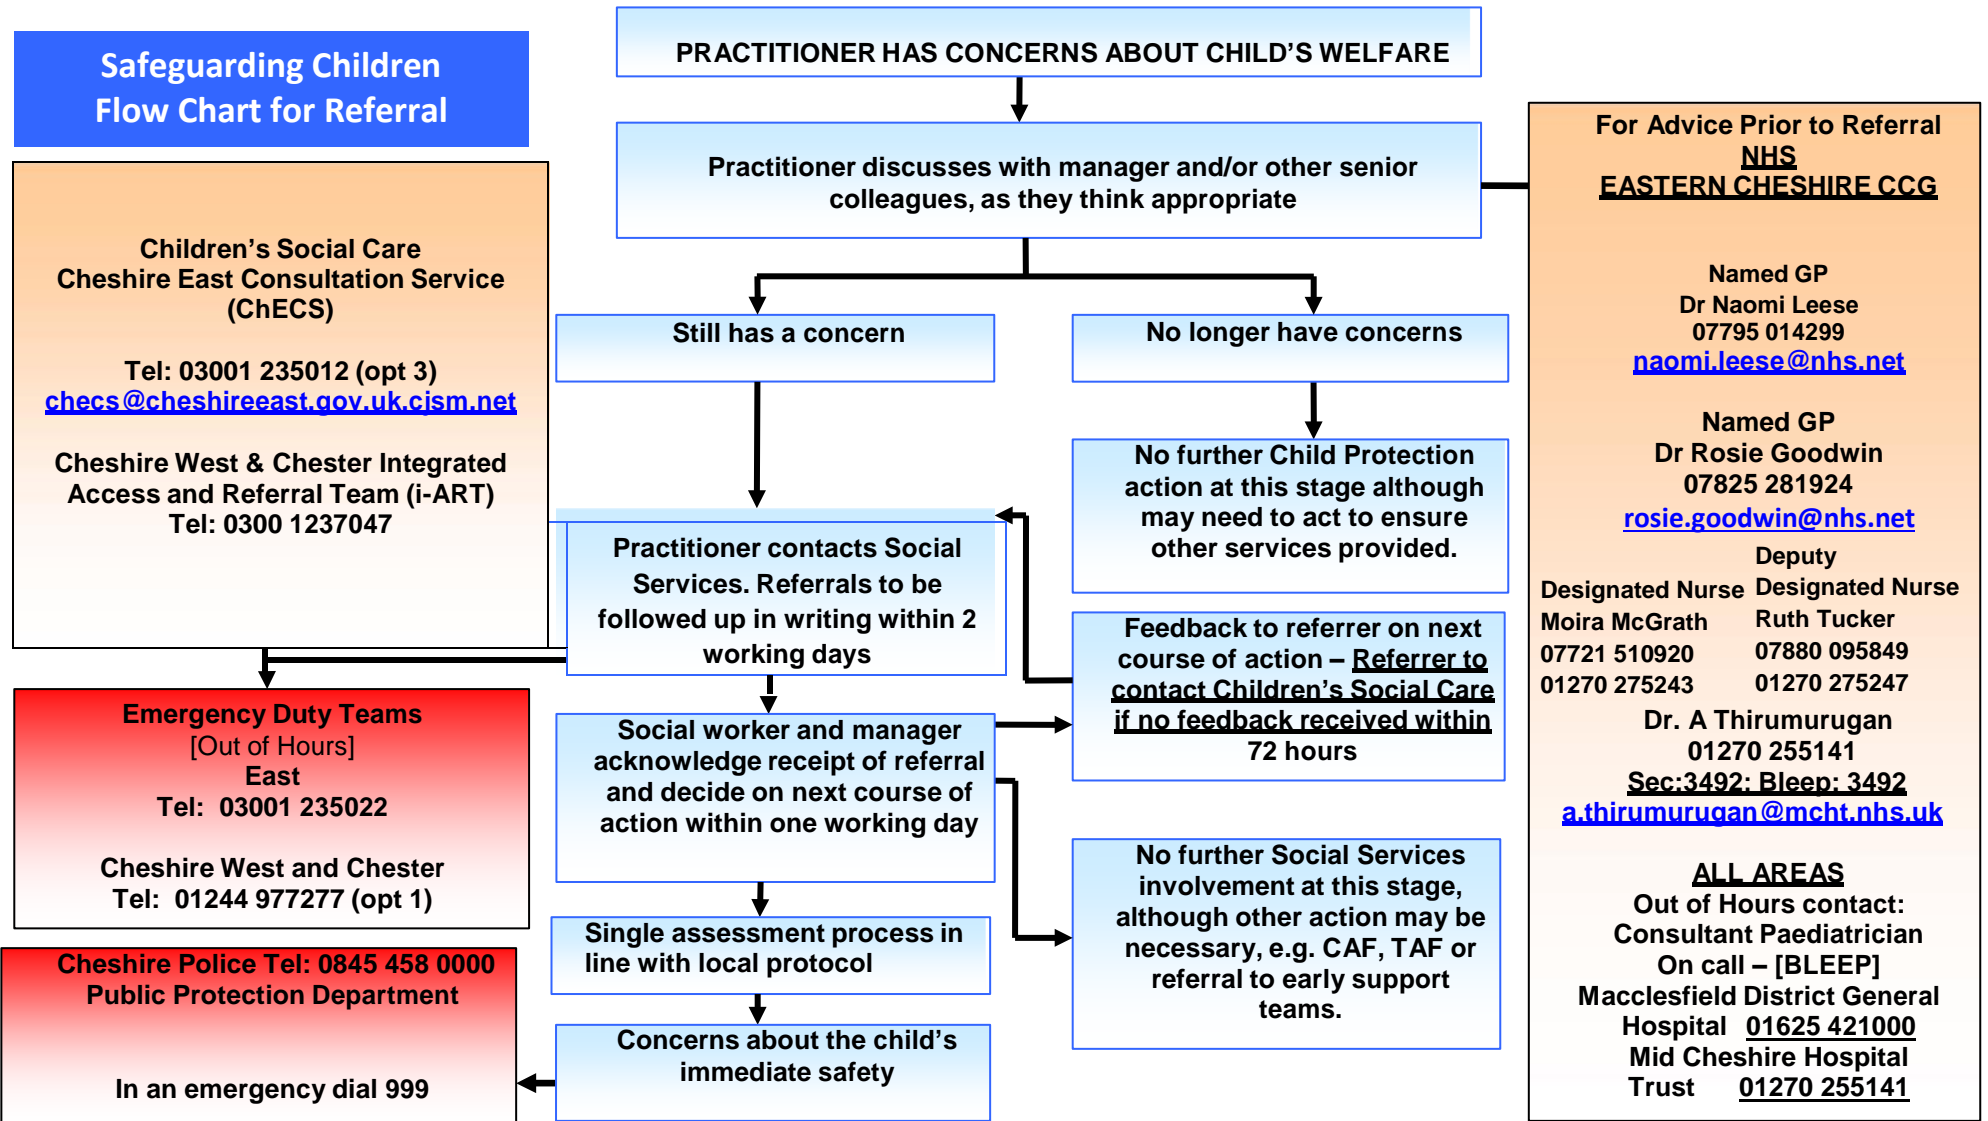 Safeguarding Children
Flow Chart for Referral
PRACTITIONER HAS CONCERNS ABOUT CHILD’S WELFARE
Practitioner discusses with manager and/or other senior
colleagues, as they think appropriate
Still has a concern
No longer have concerns
No further Child Protection
action at this stage although
may need to act to ensure
other services provided.
Practitioner contacts Social
Services. Referrals to be
followed up in writing within 2
working days
Feedback to referrer on next
course of action – Referrer to
contact Children’s Social Care
if no feedback received within
72 hours
Social worker and manager
acknowledge receipt of referral
and decide on next course of
action within one working day
No further Social Services
involvement at this stage,
although other action may be
necessary, e.g. CAF, TAF or
referral to early support
teams.
Single assessment process in
line with local protocol
Concerns about the child’s
immediate safety
Children’s Social Care
Cheshire East Consultation Service
(ChECS)
Tel: 03001 235012 (opt 3)
checs@cheshireeast.gov.uk.cjsm.net
Cheshire West & Chester Integrated
Access and Referral Team (i-ART)
Tel: 0300 1237047
Emergency Duty Teams
[Out of Hours]
East
Tel: 03001 235022
Cheshire West and Chester
Tel: 01244 977277 (opt 1)
Cheshire Police Tel: 0845 458 0000
Public Protection Department
In an emergency dial 999
For Advice Prior to Referral
NHS
EASTERN CHESHIRE CCG
Named GP
Dr Naomi Leese
07795 014299
naomi.leese@nhs.net
Named GP
Dr Rosie Goodwin
07825 281924
rosie.goodwin@nhs.net
Designated Nurse
Moira McGrath
07721 510920
01270 275243
Deputy
Designated Nurse
Ruth Tucker
07880 095849
01270 275247
Dr. A Thirumurugan
01270 255141
Sec:3492: Bleep: 3492
a.thirumurugan@mcht.nhs.uk
ALL AREAS
Out of Hours contact:
Consultant Paediatrician
On call – [BLEEP]
Macclesfield District General
Hospital 01625 421000
Mid Cheshire Hospital
Trust 01270 255141